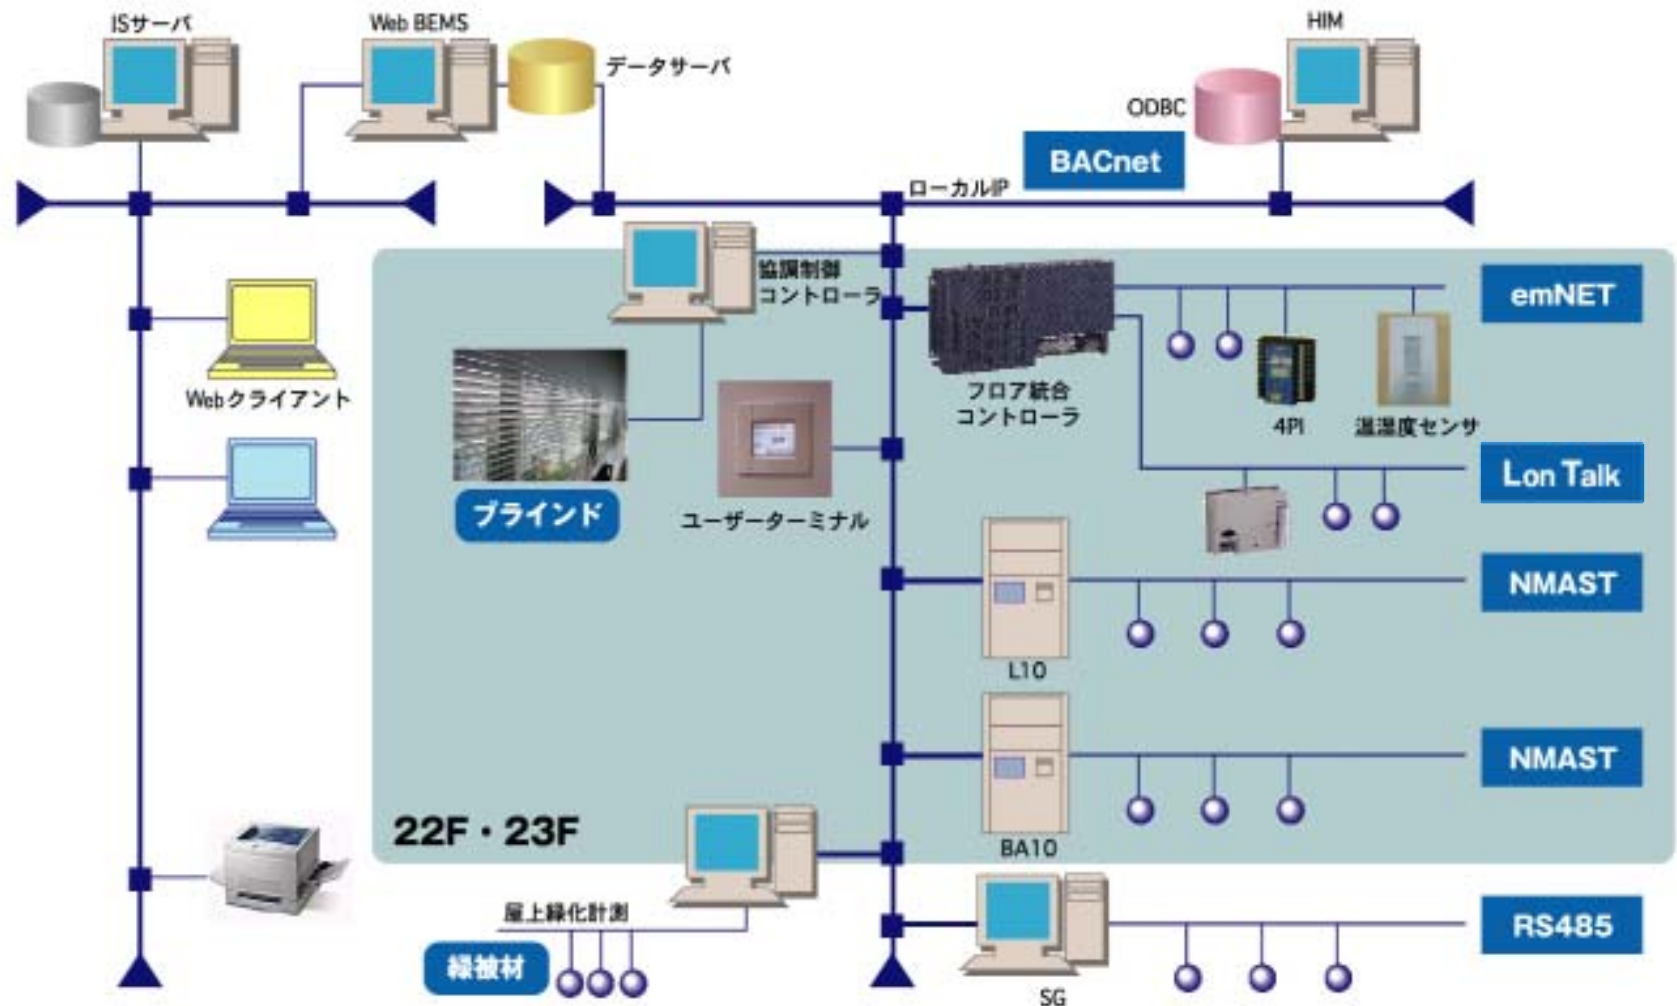 ISサーバ
Web BEMS
データサーバ
HIM
ODBC
BACnet
ローカルIP
協調制御
コントローラ
emNET
Webクライアント
フロア統合
コントローラ
4PI
温湿度センサ
Lon Talk
ブラインド
ユーザーターミナル
NMAST
L10
NMAST
22F・23F
BA10
屋上緑化計測
緑被材
RS485
SG